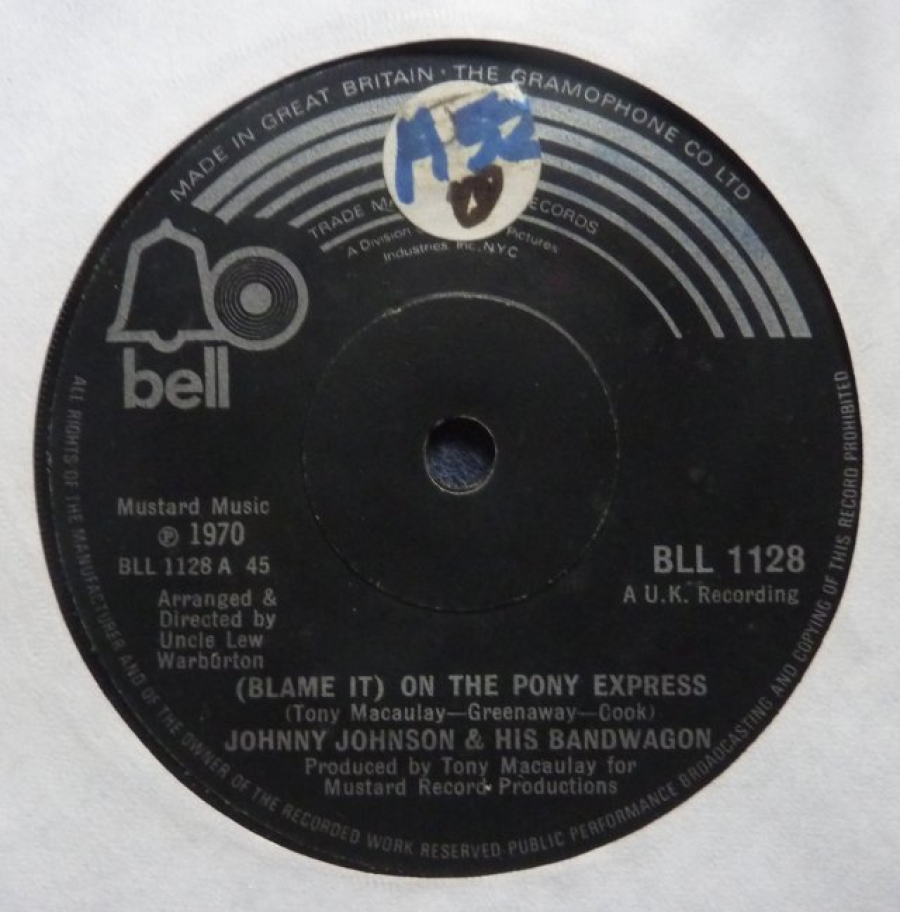 MADE IN GREAT BRITAIN · THE GRAMOPHONE CO LTD
A52
TRADE ECORDS
A Division Pictures
Industries, Inc. NYC
bell
Mustard Music
℗ 1970
BLL 1128 A 45
Arranged &
Directed by
Uncle Lew
Warburton
BLL 1128
A U.K. Recording
(BLAME IT) ON THE PONY EXPRESS
(Tony Macaulay—Greenaway—Cook)
JOHNNY JOHNSON & HIS BANDWAGON
Produced by Tony Macaulay for
Mustard Record Productions
ALL RIGHTS OF THE MANUFACTURER AND OF THE OWNER OF THE RECORDED WORK RESERVED·PUBLIC PERFORMANCE BROADCASTING AND COPYING OF THIS RECORD PROHIBITED